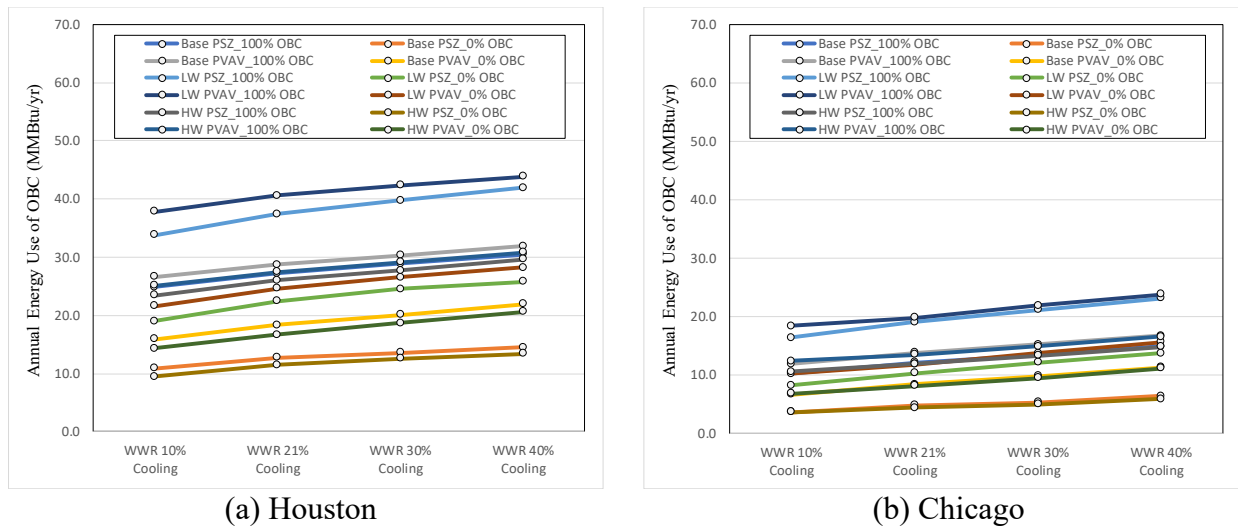 Annual Energy Use of OBC (MMBtu/yr)
70.0
60.0
50.0
40.0
30.0
20.0
10.0
0.0
Base PSZ_100% OBC
Base PSZ_0% OBC
Base PVAV_100% OBC
Base PVAV_0% OBC
LW PSZ_100% OBC
LW PSZ_0% OBC
LW PVAV_100% OBC
LW PVAV_0% OBC
HW PSZ_100% OBC
HW PSZ_0% OBC
HW PVAV_100% OBC
HW PVAV_0% OBC
WWR 10%
Cooling
WWR 21%
Cooling
WWR 30%
Cooling
WWR 40%
Cooling
(a) Houston
Annual Energy Use of OBC (MMBtu/yr)
70.0
60.0
50.0
40.0
30.0
20.0
10.0
0.0
Base PSZ_100% OBC
Base PSZ_0% OBC
Base PVAV_100% OBC
Base PVAV_0% OBC
LW PSZ_100% OBC
LW PSZ_0% OBC
LW PVAV_100% OBC
LW PVAV_0% OBC
HW PSZ_100% OBC
HW PSZ_0% OBC
HW PVAV_100% OBC
HW PVAV_0% OBC
WWR 10%
Cooling
WWR 21%
Cooling
WWR 30%
Cooling
WWR 40%
Cooling
(b) Chicago